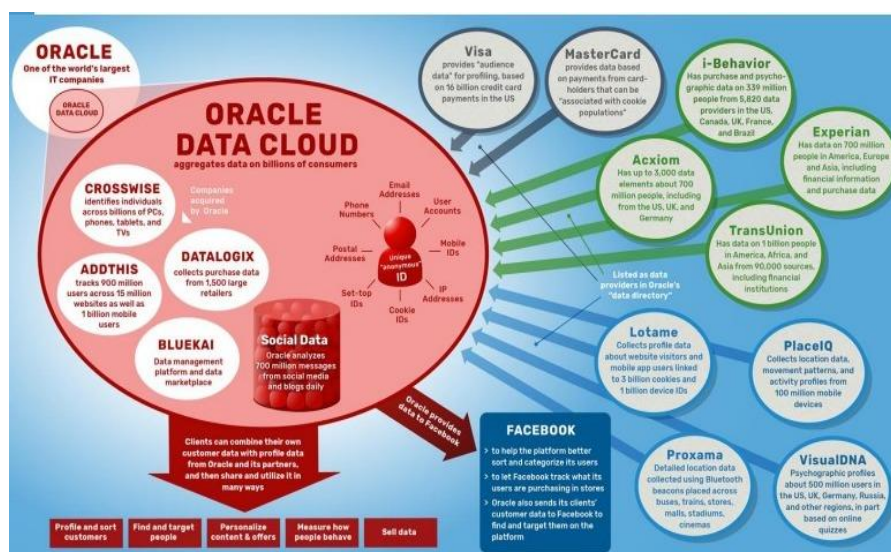 ORACLE
One of the world's largest
IT companies
ORACLE
DATA CLOUD
ORACLE
DATA CLOUD
aggregates data on billions of consumers
CROSSWISE
identifies individuals
across billions of PCs,
phones, tablets, and
TVs
Companies
acquired
by Oracle
ADDTHIS
tracks 900 million
users across 15 million
websites as well as
1 billion mobile
users
DATALOGIX
collects purchase data
from 1,500 large
retailers
BLUEKAI
Data management
platform and data
marketplace
Email
Addresses
Phone
Numbers
User
Accounts
Postal
Addresses
Mobile
IDs
Unique
"anonymous"
ID
Set-top
IDs
IP
Addresses
Cookie
IDs
Social Data
Oracle analyzes
700 million messages
from social media
and blogs daily
Visa
provides "audience
data" for profiling, based
on 16 billion credit card
payments in the US
MasterCard
provides data based
on payments from card-
holders that can be
"associated with cookie
populations"
i-Behavior
Has purchase and psycho-
graphic data on 339 million
people from 5,820 data
providers in the US,
Canada, UK, France,
and Brazil
Experian
Has data on 700 million
people in America, Europe
and Asia, including
financial information
and purchase data
Acxiom
Has up to 3,000 data
elements about 700
million people, including
from the US, UK, and
Germany
TransUnion
Has data on 1 billion people
in America, Africa, and
Asia from 90,000 sources,
including financial
institutions
Listed as data
providers in Oracle's
"data directory"
Lotame
Collects profile data
about website visitors and
mobile app users linked
to 3 billion cookies and
1 billion device IDs
PlaceIQ
Collects location data,
movement patterns, and
activity profiles from
100 million mobile
devices
Proxama
Detailed location data
collected using Bluetooth
beacons placed across
buses, trains, stores,
malls, stadiums,
cinemas
VisualDNA
Psychographic profiles
about 500 million users in
the US, UK, Germany, Russia,
and other regions, in part
based on online
quizzes
Oracle provides
data to Facebook
FACEBOOK
> to help the platform better
sort and categorize its users
> to let Facebook track what its
users are purchasing in stores
> Oracle also sends its clients'
customer data to Facebook to
find and target them on the
platform
Clients can combine their own
customer data with profile data
from Oracle and its partners,
and then share and utilize it in
many ways
Profile and sort
customers
Find and target
people
Personalize
content & offers
Measure how
people behave
Sell data